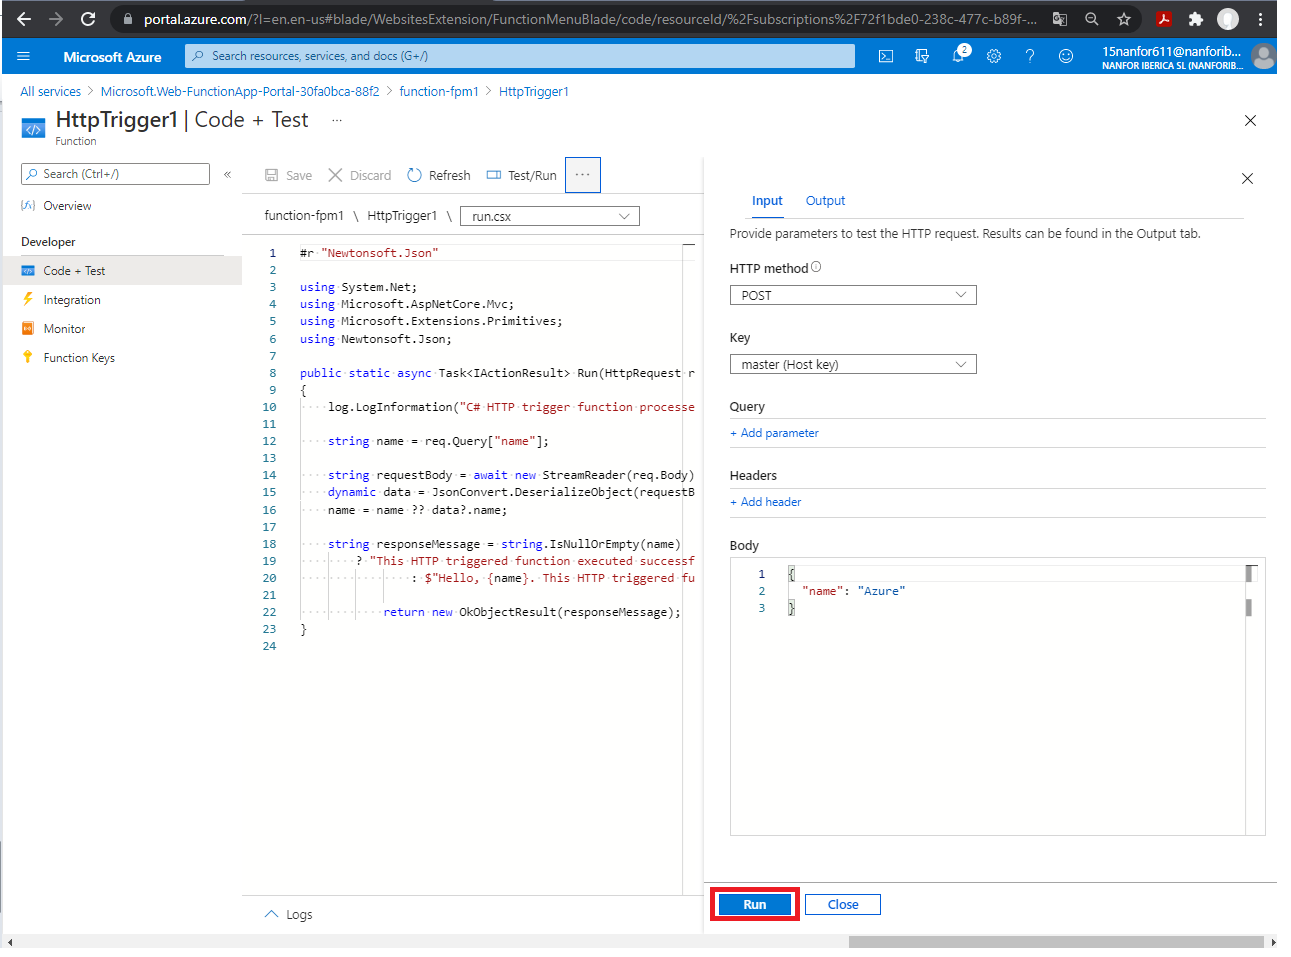 portal.azure.com/?l=en.en-us#blade/WebsitesExtension/FunctionMenuBlade/code/resourceId/%2Fsubscriptions%2F72f1bde0-238c-477c-b89f-...
Microsoft Azure
Search resources, services, and docs (G+/)
2
15nanfor611@nanforib...
NANFOR IBERICA SL (NANFORIB...
All services > Microsoft.Web-FunctionApp-Portal-30fa0bca-88f2 > function-fpm1 > HttpTrigger1
HttpTrigger1 | Code + Test ...
Function
Search (Ctrl+/)
«
Overview
Developer
Code + Test
Integration
Monitor
Function Keys
Save
Discard
Refresh
Test/Run
...
function-fpm1 \ HttpTrigger1 \ run.csx
1 #r "Newtonsoft.Json"
2
3 using System.Net;
4 using Microsoft.AspNetCore.Mvc;
5 using Microsoft.Extensions.Primitives;
6 using Newtonsoft.Json;
7
8 public static async Task<IActionResult> Run(HttpRequest r
9 {
10 log.LogInformation("C# HTTP trigger function processe
11
12 string name = req.Query["name"];
13
14 string requestBody = await new StreamReader(req.Body)
15 dynamic data = JsonConvert.DeserializeObject(requestB
16 name = name ?? data?.name;
17
18 string responseMessage = string.IsNullOrEmpty(name)
19 ? "This HTTP triggered function executed successf
20 : $"Hello, {name}. This HTTP triggered fu
21
22 return new OkObjectResult(responseMessage);
23 }
24
Logs
Input
Output
Provide parameters to test the HTTP request. Results can be found in the Output tab.
HTTP method
POST
Key
master (Host key)
Query
+ Add parameter
Headers
+ Add header
Body
1 {
2 "name": "Azure"
3 }
Run
Close